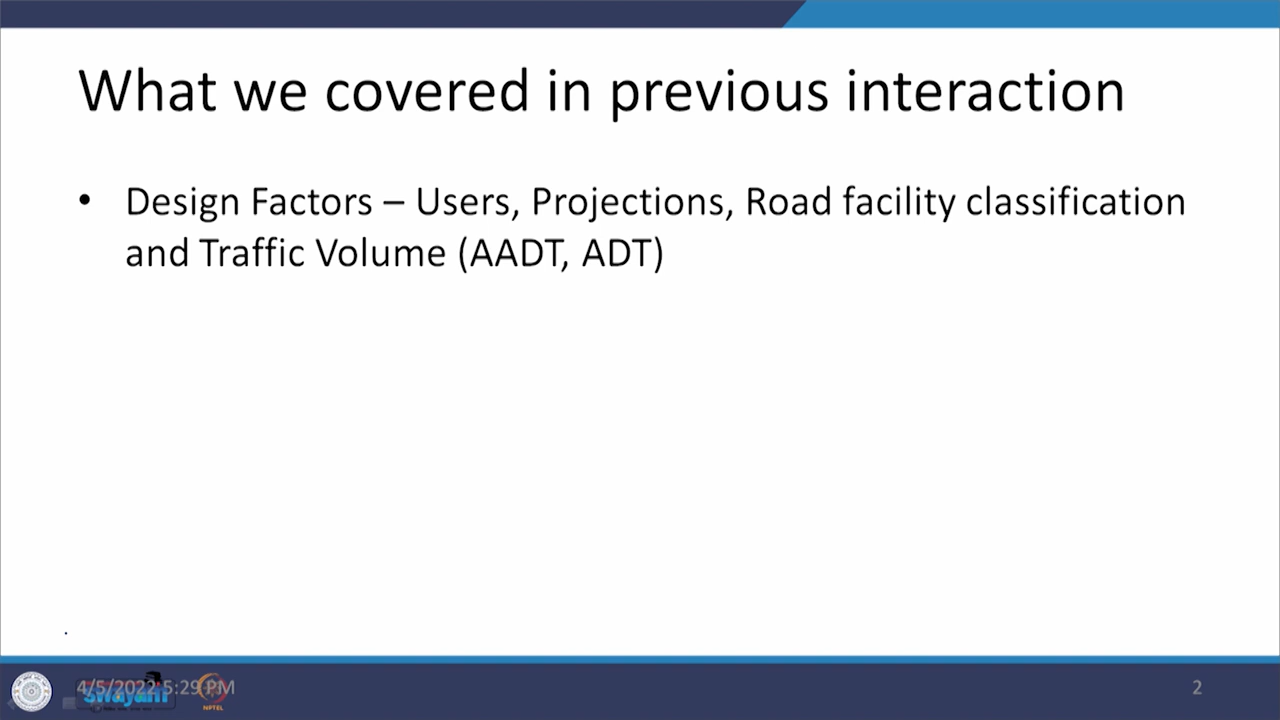 What we covered in previous interaction
• Design Factors – Users, Projections, Road facility classification
and Traffic Volume (AADT, ADT)
4/5/2022 5:29 PM
swayam
NPTEL
2